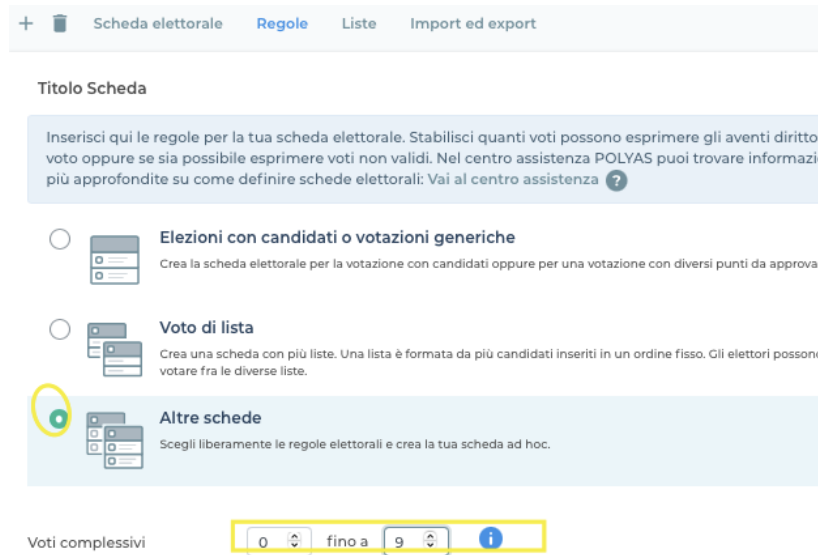 + Scheda elettorale Regole Liste Import ed export
Titolo Scheda
Inserisci qui le regole per la tua scheda elettorale. Stabilisci quanti voti possono esprimere gli aventi diritto
voto oppure se sia possibile esprimere voti non validi. Nel centro assistenza POLYAS puoi trovare informazi
più approfondite su come definire schede elettorali: Vai al centro assistenza ?
Elezioni con candidati o votazioni generiche
Crea la scheda elettorale per la votazione con candidati oppure per una votazione con diversi punti da approva
Voto di lista
Crea una scheda con più liste. Una lista è formata da più candidati inseriti in un ordine fisso. Gli elettori posson
votare fra le diverse liste.
Altre schede
Scegli liberamente le regole elettorali e crea la tua scheda ad hoc.
Voti complessivi 0 fino a 9 i